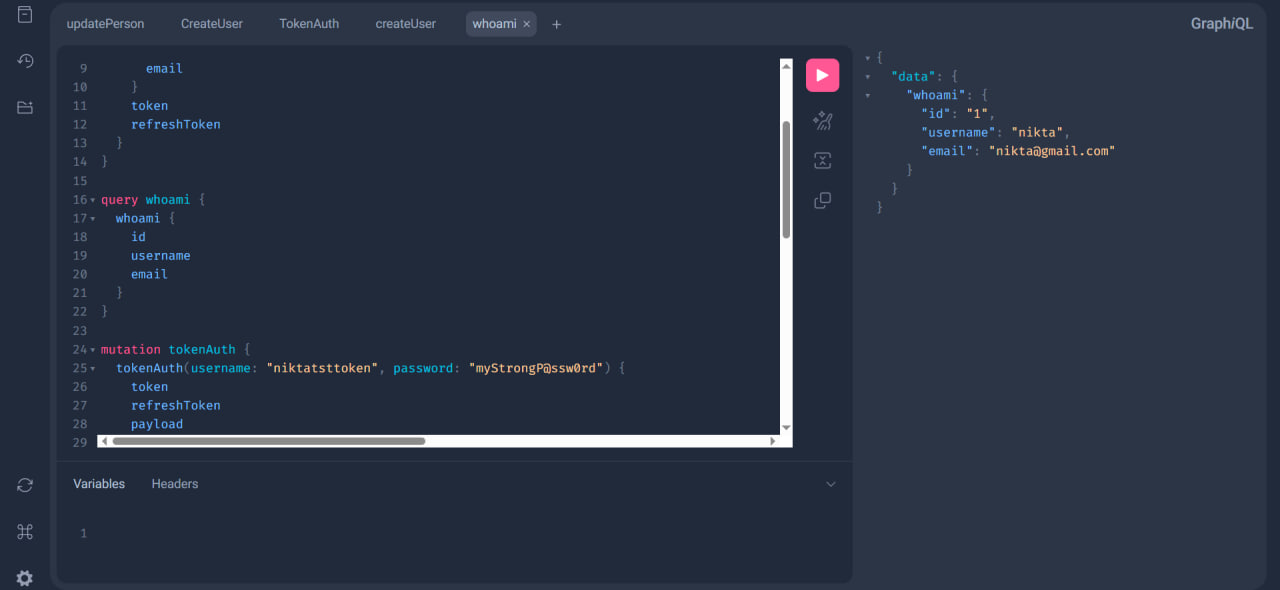 updatePerson CreateUser TokenAuth createUser whoami × + GraphiQL
9 email
10 }
11 token
12 refreshToken
13 }
14 }
15
16 query whoami {
17 whoami {
18 id
19 username
20 email
21 }
22 }
23
24 mutation tokenAuth {
25 tokenAuth(username: "niktatsttoken", password: "myStrongP@ssw0rd") {
26 token
27 refreshToken
28 payload
29
Variables Headers
1
{
"data": {
"whoami": {
"id": "1",
"username": "nikta",
"email": "nikta@gmail.com"
}
}
}